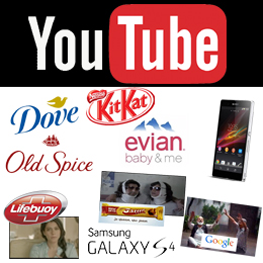 YouTube
Dove
Nestlé
KitKat
evian
baby & me
Old Spice
Lifebuoy
Google
Samsung
GALAXY S4